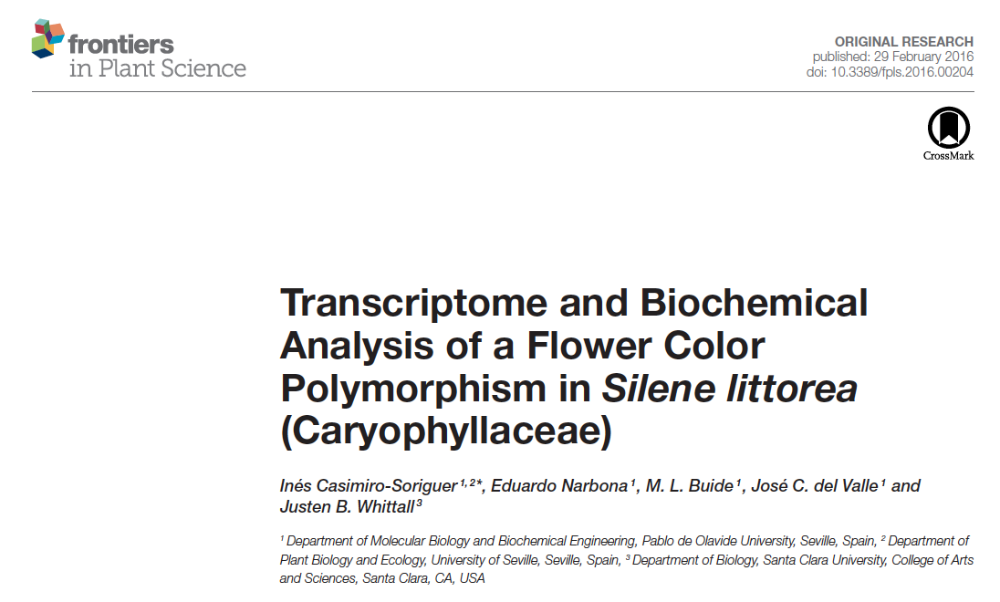 frontiers
in Plant Science
ORIGINAL RESEARCH
published: 29 February 2016
doi: 10.3389/fpls.2016.00204
CrossMark
Transcriptome and Biochemical
Analysis of a Flower Color
Polymorphism in Silene littorea
(Caryophyllaceae)
Inés Casimiro-Soriguer 1, 2*, Eduardo Narbona 1, M. L. Buide 1, José C. del Valle 1 and
Justen B. Whittall 3
1 Department of Molecular Biology and Biochemical Engineering, Pablo de Olavide University, Seville, Spain, 2 Department of
Plant Biology and Ecology, University of Seville, Seville, Spain, 3 Department of Biology, Santa Clara University, College of Arts
and Sciences, Santa Clara, CA, USA